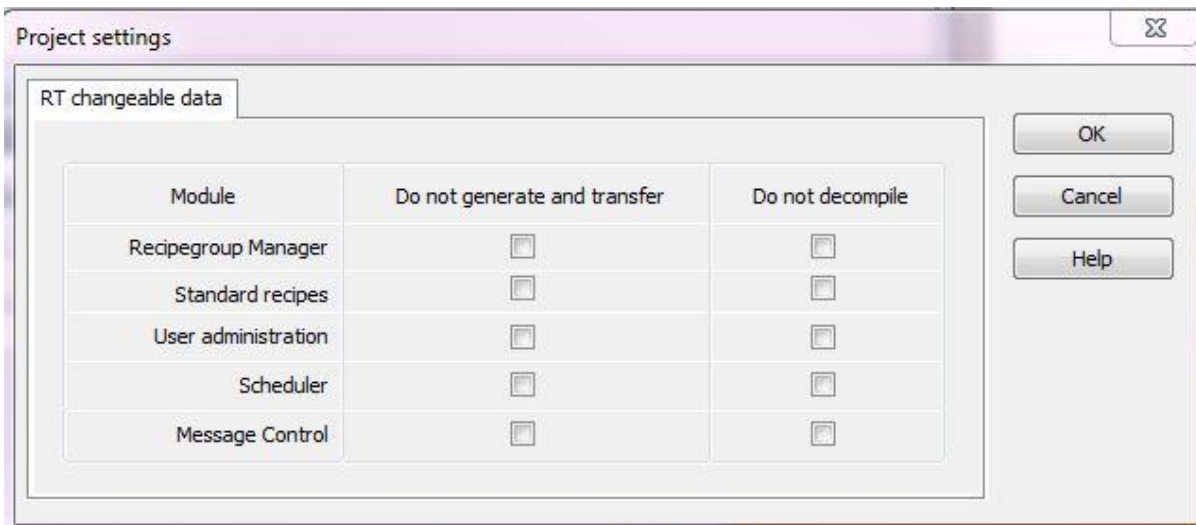 Project settings
RT changeable data
OK
Module Do not generate and transfer Do not decompile
Cancel
Recipegroup Manager
Help
Standard recipes
User administration
Scheduler
Message Control